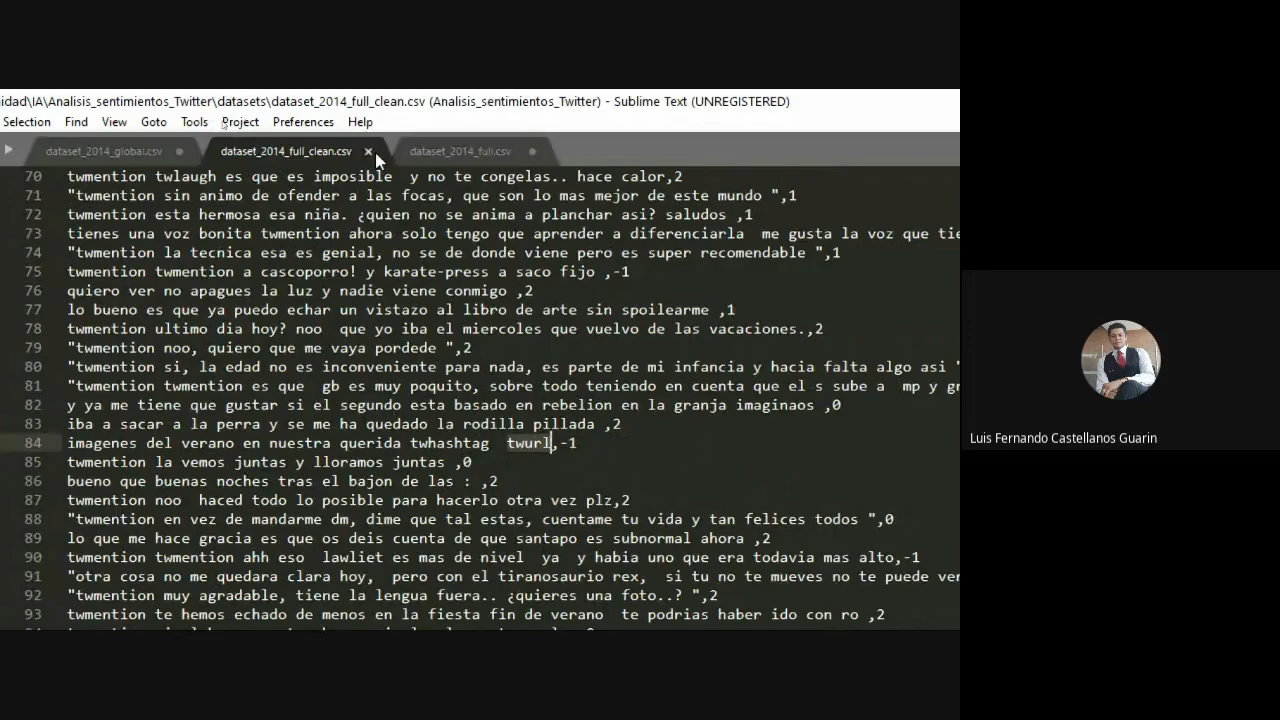 nidad\IA\Analisis_sentimientos_Twitter\datasets\dataset_2014_full_clean.csv (Analisis_sentimientos_Twitter) - Sublime Text (UNREGISTERED)
Selection Find View Goto Tools Project Preferences Help
dataset_2014_global.csv dataset_2014_full_clean.csv dataset_2014_full.csv
70 twmention twlaugh es que es imposible  y no te congelas.. hace calor,2
71 "twmention sin animo de ofender a las focas, que son lo mas mejor de este mundo ",1
72 twmention esta hermosa esa niña. ¿quien no se anima a planchar asi? saludos ,1
73 tienes una voz bonita twmention ahora solo tengo que aprender a diferenciarla  me gusta la voz que tie
74 "twmention la tecnica esa es genial, no se de donde viene pero es super recomendable ",1
75 twmention twmention a cascoporro! y karate-press a saco fijo ,-1
76 quiero ver no apagues la luz y nadie viene conmigo ,2
77 lo bueno es que ya puedo echar un vistazo al libro de arte sin spoilearme ,1
78 twmention ultimo dia hoy? noo  que yo iba el miercoles que vuelvo de las vacaciones.,2
79 "twmention noo, quiero que me vaya pordede ",2
80 "twmention si, la edad no es inconveniente para nada, es parte de mi infancia y hacia falta algo asi "
81 "twmention twmention es que  gb es muy poquito, sobre todo teniendo en cuenta que el s sube a  mp y gr
82 y ya me tiene que gustar si el segundo esta basado en rebelion en la granja imaginaos ,0
83 iba a sacar a la perra y se me ha quedado la rodilla pillada ,2
84 imagenes del verano en nuestra querida twhashtag  twurl,-1
85 twmention la vemos juntas y lloramos juntas ,0
86 bueno que buenas noches tras el bajon de las : ,2
87 twmention noo  haced todo lo posible para hacerlo otra vez plz,2
88 "twmention en vez de mandarme dm, dime que tal estas, cuentame tu vida y tan felices todos ",0
89 lo que me hace gracia es que os deis cuenta de que santapo es subnormal ahora ,2
90 twmention twmention ahh eso  lawliet es mas de nivel  ya  y habia uno que era todavia mas alto,-1
91 "otra cosa no me quedara clara hoy,  pero con el tiranosaurio rex,  si tu no te mueves no te puede ver
92 "twmention muy agradable, tiene la lengua fuera.. ¿quieres una foto..? ",2
93 twmention te hemos echado de menos en la fiesta fin de verano  te podrias haber ido con ro ,2
Luis Fernando Castellanos Guarin